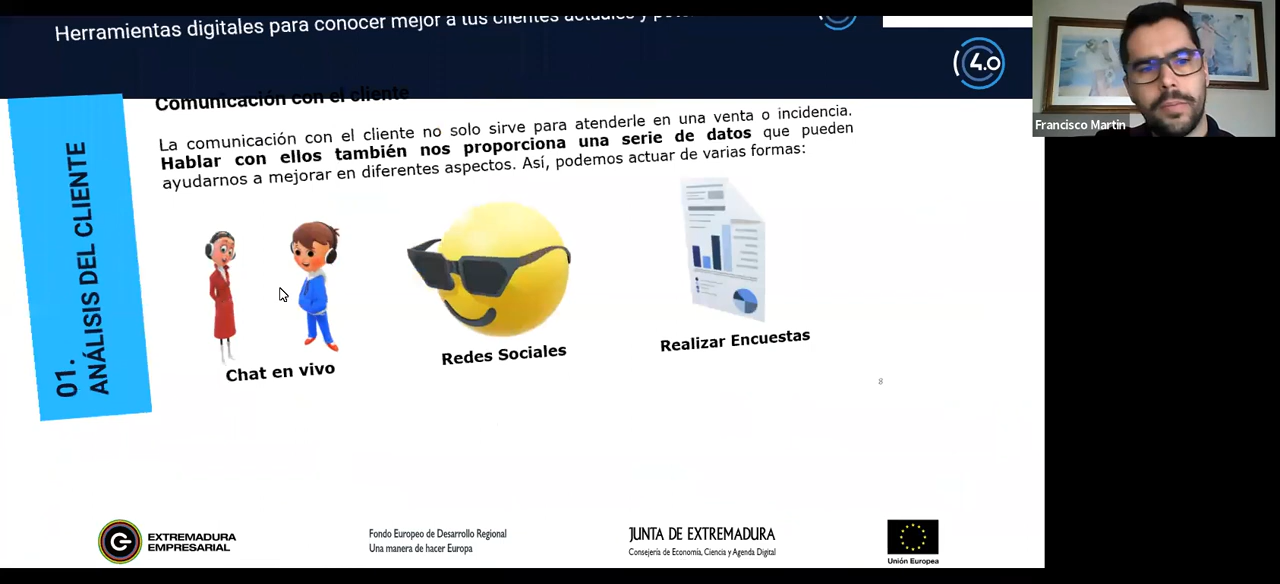 Herramientas digitales para conocer mejor a tus clientes actuales y
4.0
Francisco Martin
Comunicación con el cliente
La comunicación con el cliente no solo sirve para atenderle en una venta o incidencia.
Hablar con ellos también nos proporciona una serie de datos que pueden
ayudarnos a mejorar en diferentes aspectos. Así, podemos actuar de varias formas:
01.
ANÁLISIS DEL CLIENTE
Chat en vivo
Redes Sociales
Realizar Encuestas
8
EXTREMADURA
EMPRESARIAL
Fondo Europeo de Desarrollo Regional
Una manera de hacer Europa
JUNTA DE EXTREMADURA
Consejería de Economía, Ciencia y Agenda Digital
Unión Europea